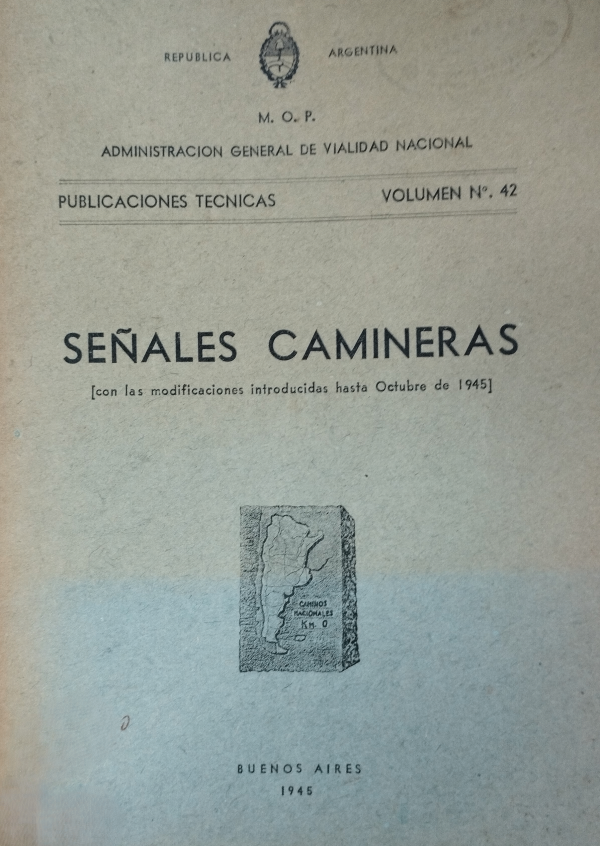 REPUBLICA ARGENTINA
M. O. P.
ADMINISTRACION GENERAL DE VIALIDAD NACIONAL
PUBLICACIONES TECNICAS VOLUMEN Nº. 42
SEÑALES CAMINERAS
[con las modificaciones introducidas hasta Octubre de 1945]
CAMINOS
NACIONALES
Km. 0
BUENOS AIRES
1945